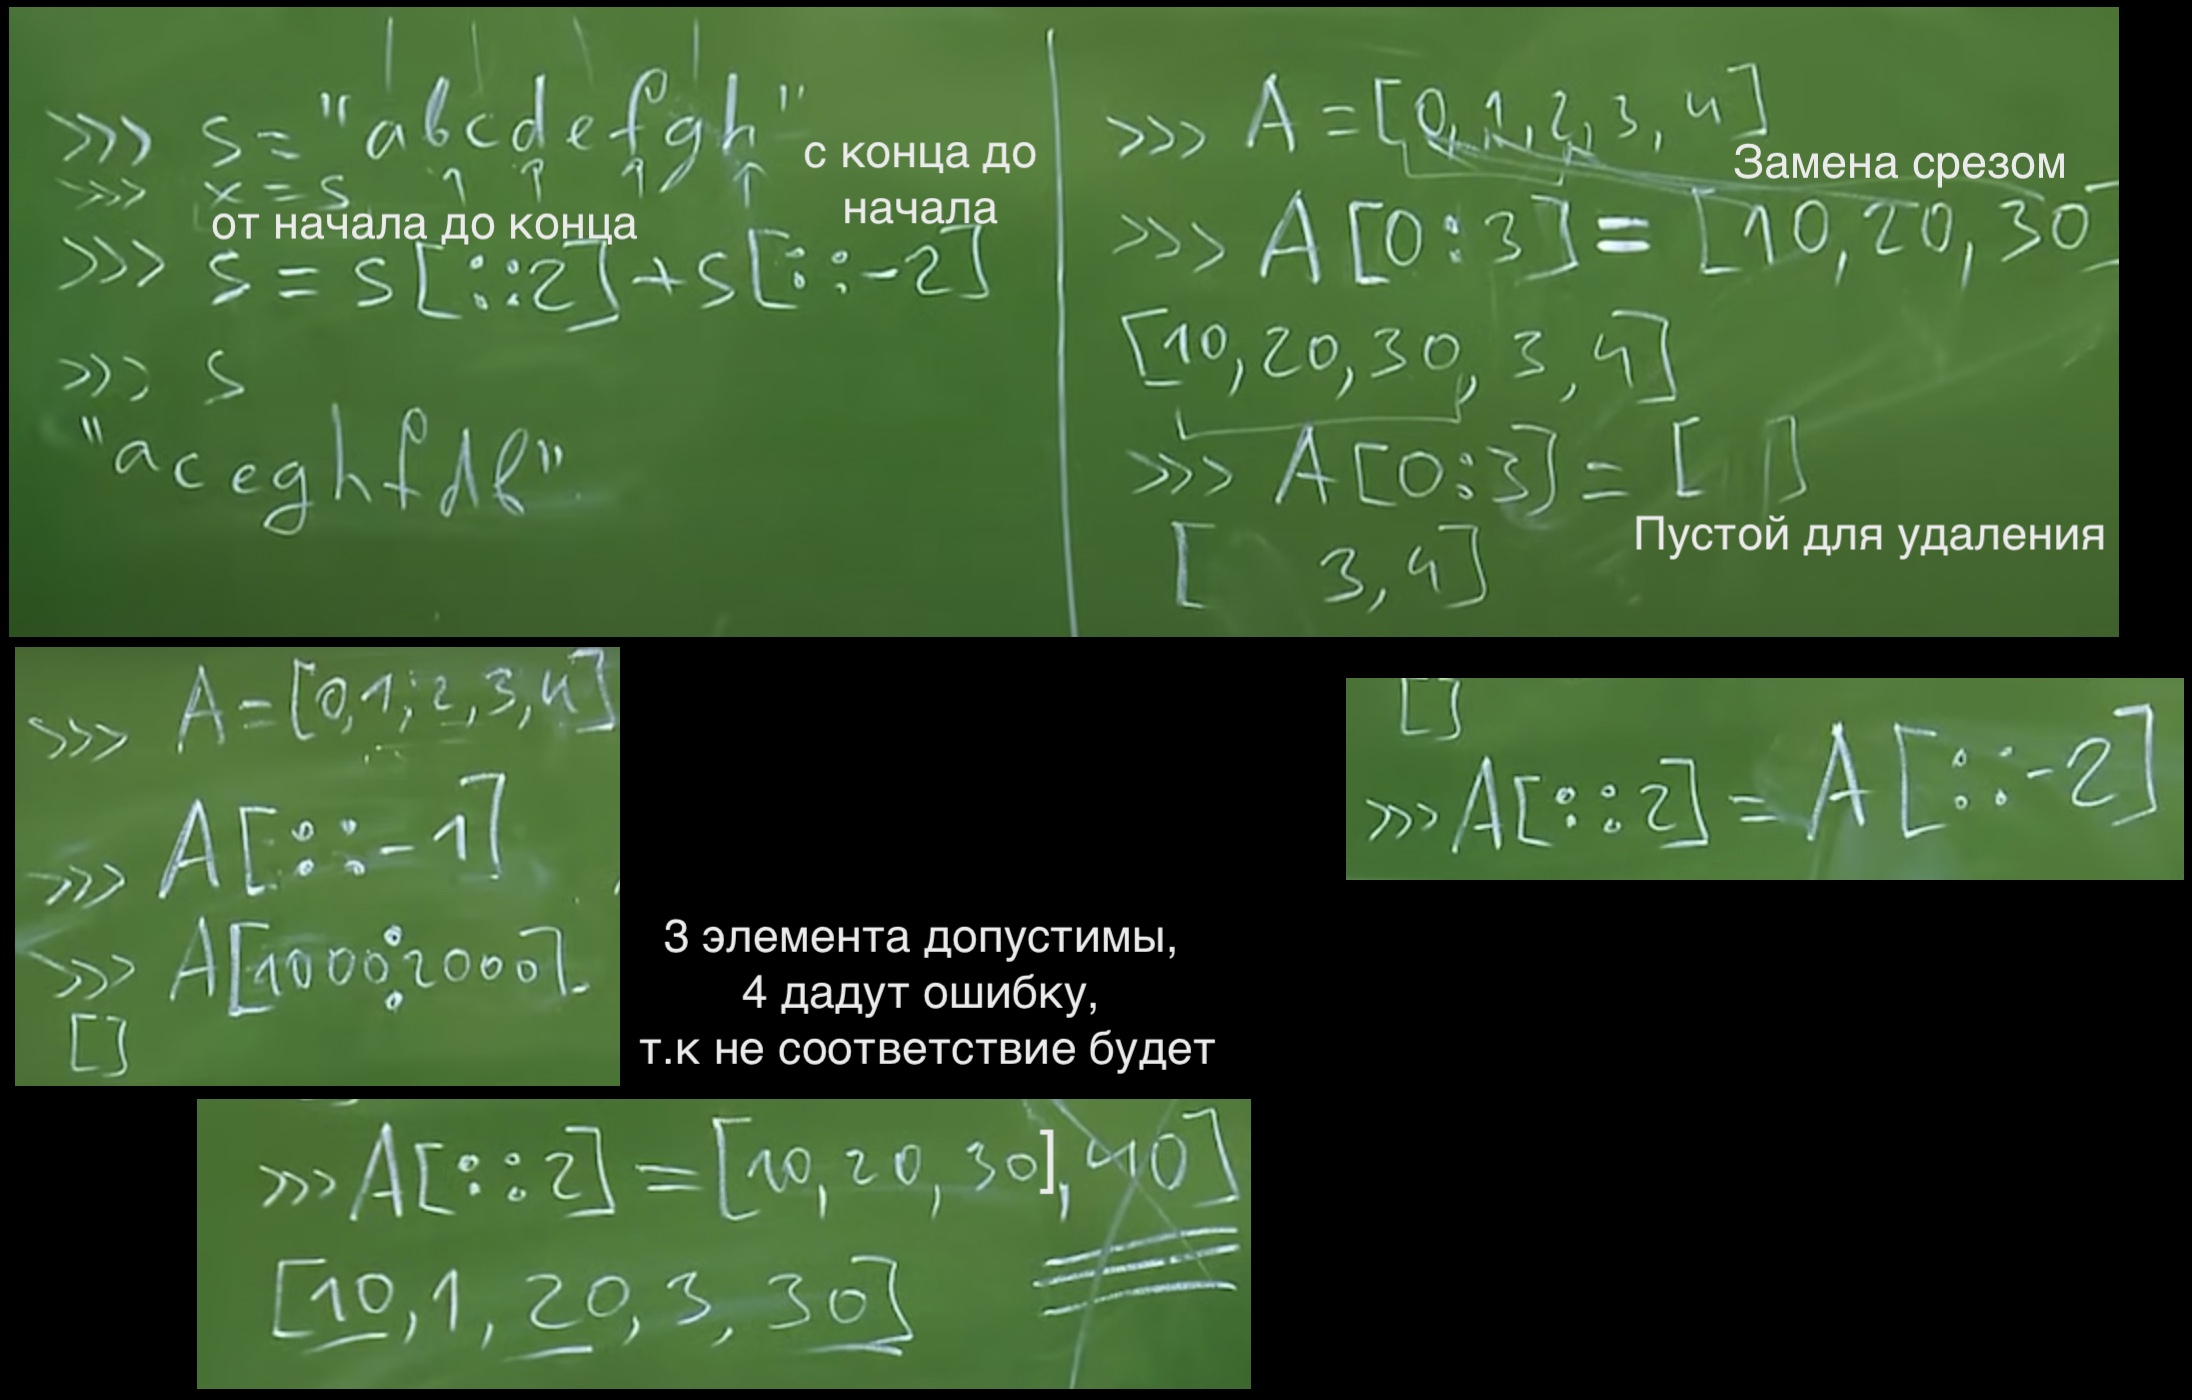 >>> s = "abcdefgh"
с конца до
начала
>>> x = s
от начала до конца
>>> s = s[::2]+s[::-2]
>>> s
"aceghfdb"
>>> A = [0,1,2,3,4]
Замена срезом
>>> A[0:3] = [10,20,30]
[10,20,30,3,4]
>>> A[0:3] = [ ]
Пустой для удаления
[ 3,4]
>>> A = [0,1,2,3,4]
>>> A[::-1]
>>> A[1000:2000]
[]
[]
>>> A[::2] = A[::-2]
3 элемента допустимы,
4 дадут ошибку,
т.к не соответствие будет
>>> A[::2] = [10,20,30],40]
[10,1,20,3,30]